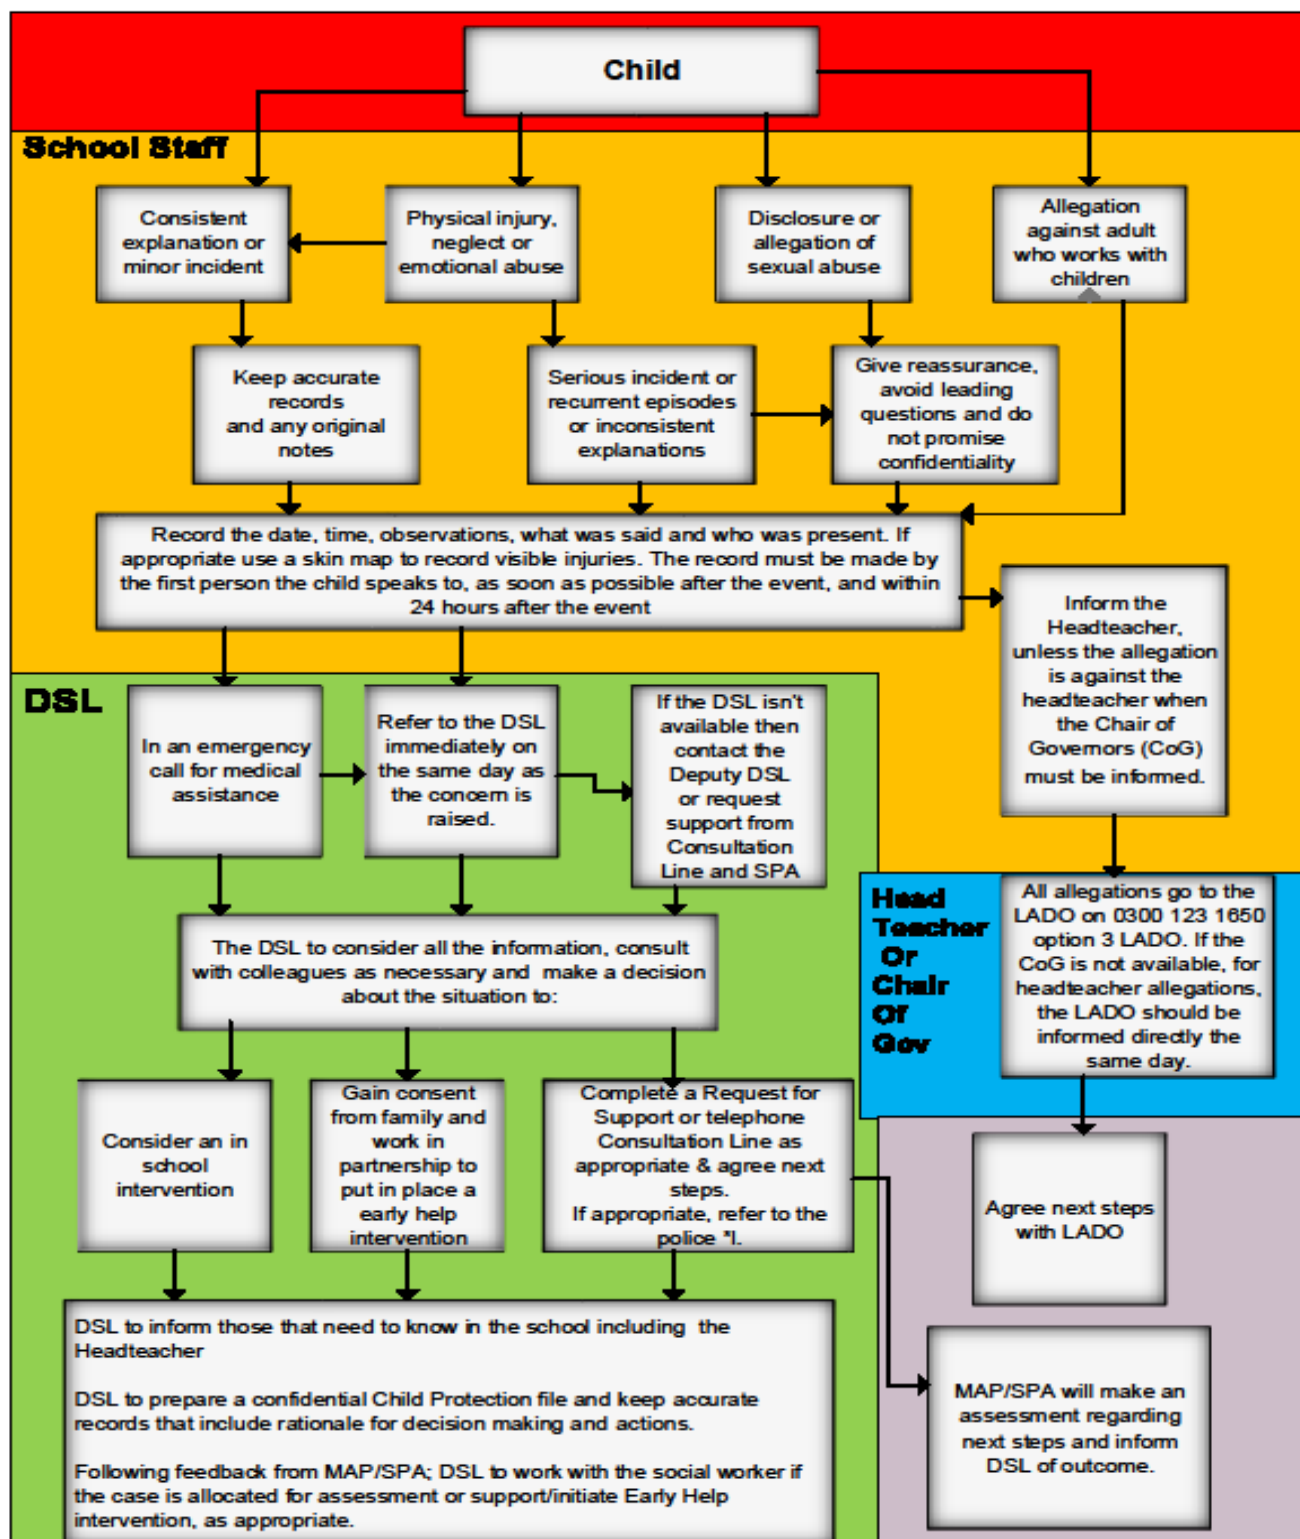 Child
School Staff
Consistent
explanation or
minor incident
Physical injury,
neglect or
emotional abuse
Disclosure or
allegation of
sexual abuse
Allegation
against adult
who works with
children
Keep accurate
records
and any original
notes
Serious incident or
recurrent episodes
or inconsistent
explanations
Give reassurance,
avoid leading
questions and do
not promise
confidentiality
Record the date, time, observations, what was said and who was present. If
appropriate use a skin map to record visible injuries. The record must be made by
the first person the child speaks to, as soon as possible after the event, and within
24 hours after the event
Inform the
Headteacher,
unless the allegation
is against the
headteacher when
the Chair of
Governors (CoG)
must be informed.
DSL
In an emergency
call for medical
assistance
Refer to the DSL
immediately on
the same day as
the concern is
raised.
If the DSL isn't
available then
contact the
Deputy DSL
or request
support from
Consultation
Line and SPA
Head
Teacher
Or
Chair
Of
Gov
All allegations go to the
LADO on 0300 123 1650
option 3 LADO. If the
CoG is not available, for
headteacher allegations,
the LADO should be
informed directly the
same day.
The DSL to consider all the information, consult
with colleagues as necessary and make a decision
about the situation to:
Consider an in
school
intervention
Gain consent
from family and
work in
partnership to
put in place a
early help
intervention
Complete a Request for
Support or telephone
Consultation Line as
appropriate & agree next
steps.
If appropriate, refer to the
police *I.
Agree next steps
with LADO
DSL to inform those that need to know in the school including the
Headteacher
DSL to prepare a confidential Child Protection file and keep accurate
records that include rationale for decision making and actions.
Following feedback from MAP/SPA; DSL to work with the social worker if
the case is allocated for assessment or support/initiate Early Help
intervention, as appropriate.
MAP/SPA will make an
assessment regarding
next steps and inform
DSL of outcome.